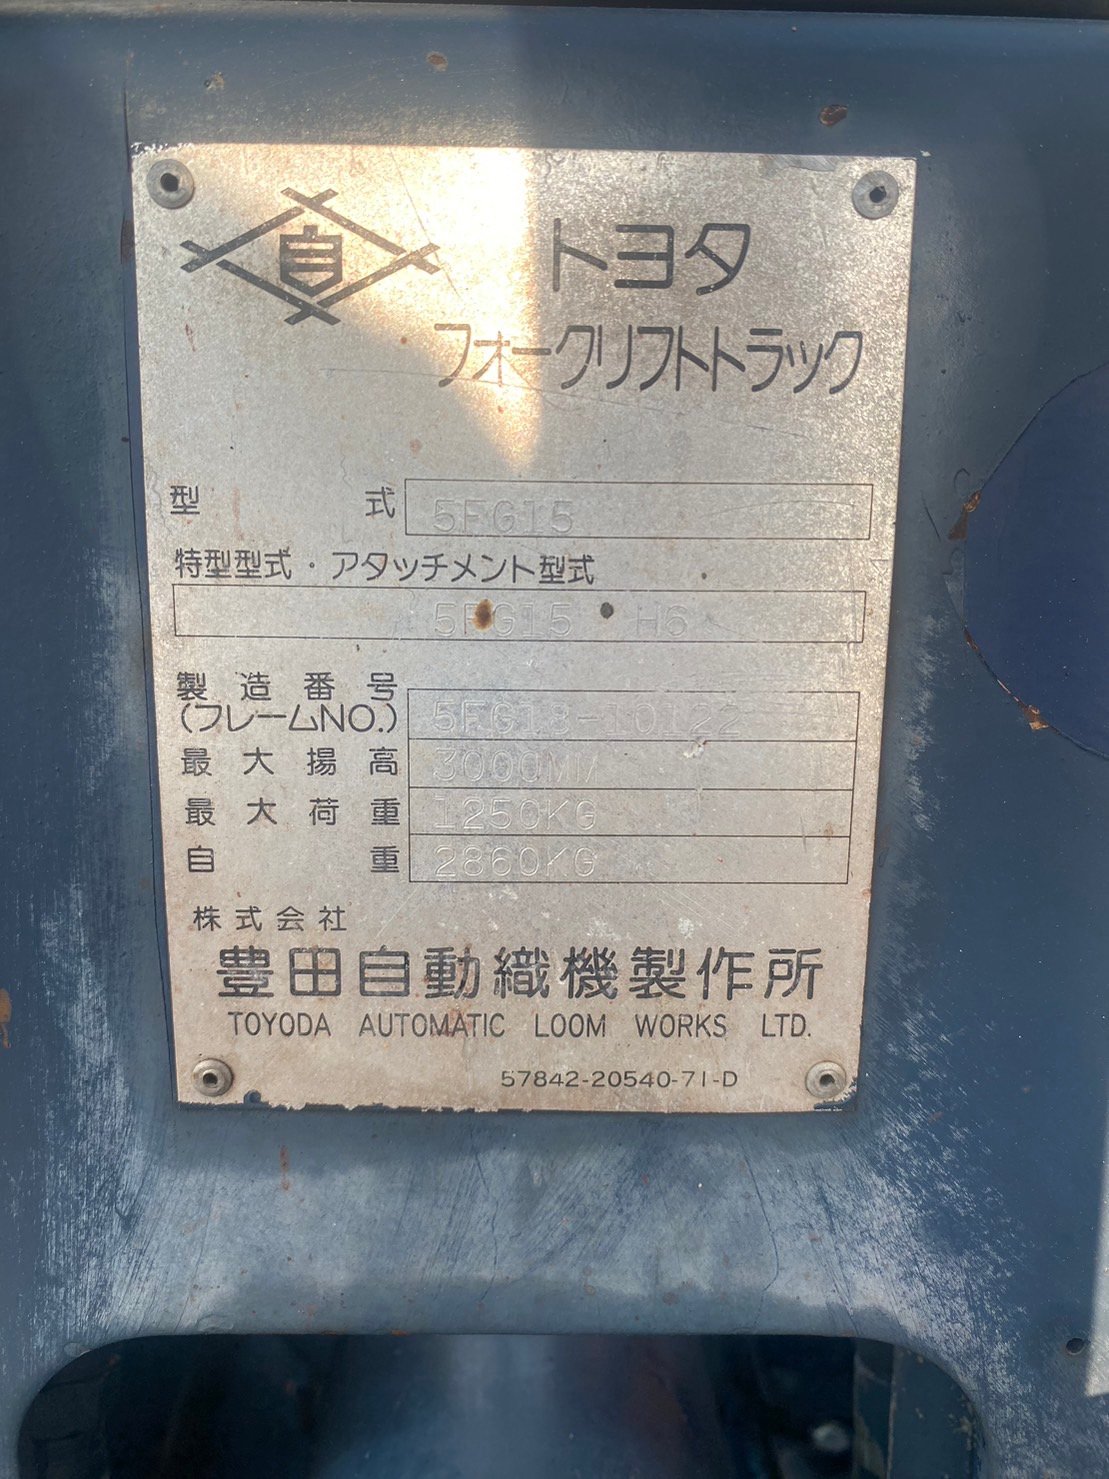 自
トヨタ
フォークリフトトラック
型 式 5FG15
特型型式・アタッチメント型式
5FG15 H6
製造番号
(フレームNO.) 5FG18-10122
最大揚高 3000MM
最大荷重 1250KG
自 重 2860KG
株式会社
豊田自動織機製作所
TOYODA AUTOMATIC LOOM WORKS LTD.
57842-20540-71-D